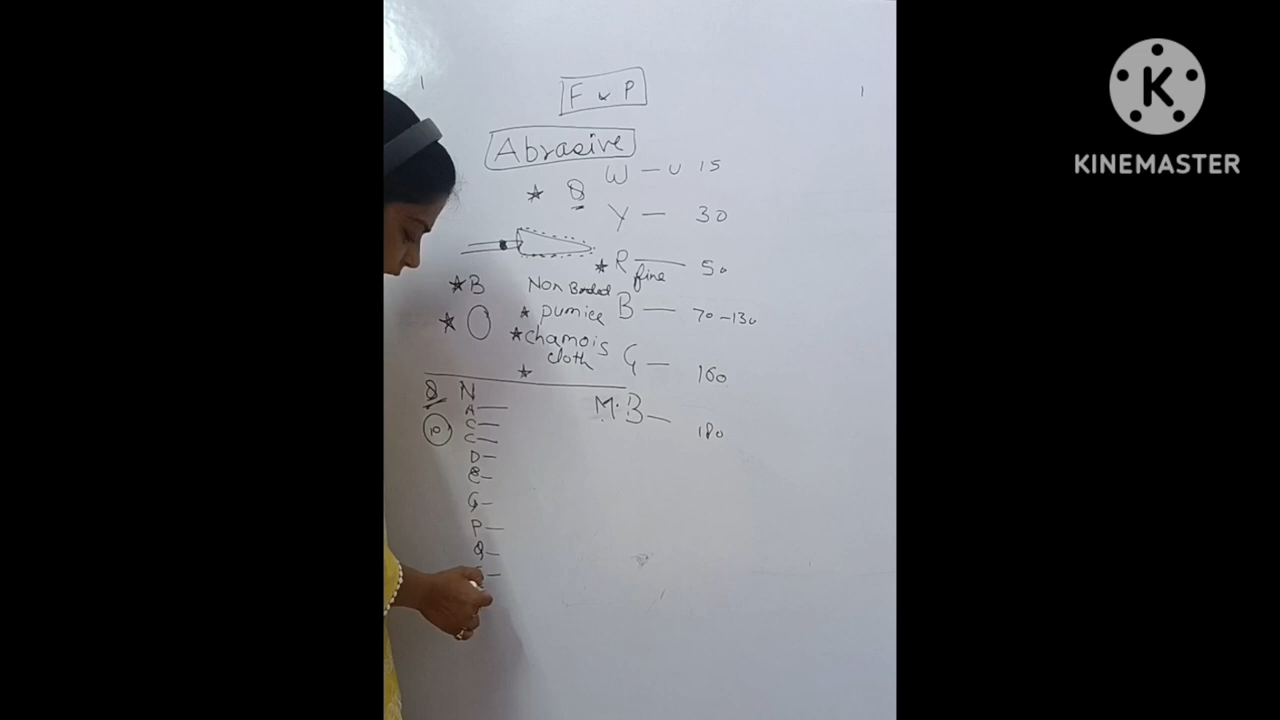 F & P
Abrasive
W — U 15
Q
Y — 30
R — 50
fine
B
Non Bonded
B — 70 - 130
pumice
chamois
cloth
G — 160
Q N
M.B — 180
A —
C —
C —
D —
E —
G —
P —
Q —
KINEMASTER